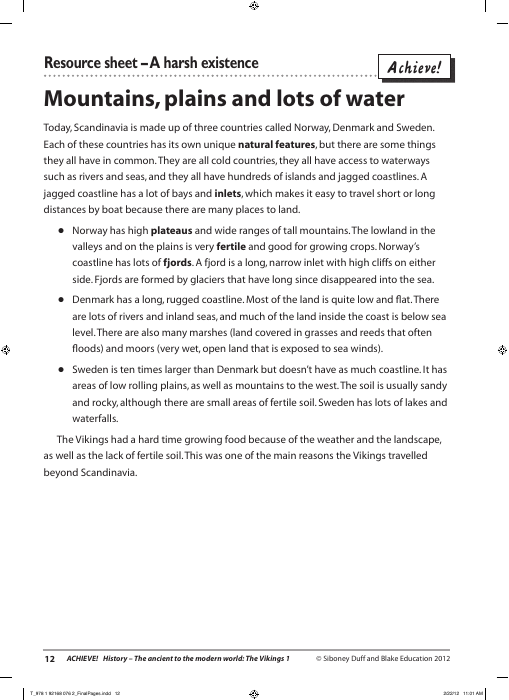 Resource sheet – A harsh existence
Achieve!
Mountains, plains and lots of water
Today, Scandinavia is made up of three countries called Norway, Denmark and Sweden.
Each of these countries has its own unique natural features, but there are some things
they all have in common. They are all cold countries, they all have access to waterways
such as rivers and seas, and they all have hundreds of islands and jagged coastlines. A
jagged coastline has a lot of bays and inlets, which makes it easy to travel short or long
distances by boat because there are many places to land.
● Norway has high plateaus and wide ranges of tall mountains. The lowland in the
valleys and on the plains is very fertile and good for growing crops. Norway's
coastline has lots of fjords. A fjord is a long, narrow inlet with high cliffs on either
side. Fjords are formed by glaciers that have long since disappeared into the sea.
● Denmark has a long, rugged coastline. Most of the land is quite low and flat. There
are lots of rivers and inland seas, and much of the land inside the coast is below sea
level. There are also many marshes (land covered in grasses and reeds that often
floods) and moors (very wet, open land that is exposed to sea winds).
● Sweden is ten times larger than Denmark but doesn't have as much coastline. It has
areas of low rolling plains, as well as mountains to the west. The soil is usually sandy
and rocky, although there are small areas of fertile soil. Sweden has lots of lakes and
waterfalls.
The Vikings had a hard time growing food because of the weather and the landscape,
as well as the lack of fertile soil. This was one of the main reasons the Vikings travelled
beyond Scandinavia.
12 ACHIEVE! History – The ancient to the modern world: The Vikings 1 © Siboney Duff and Blake Education 2012